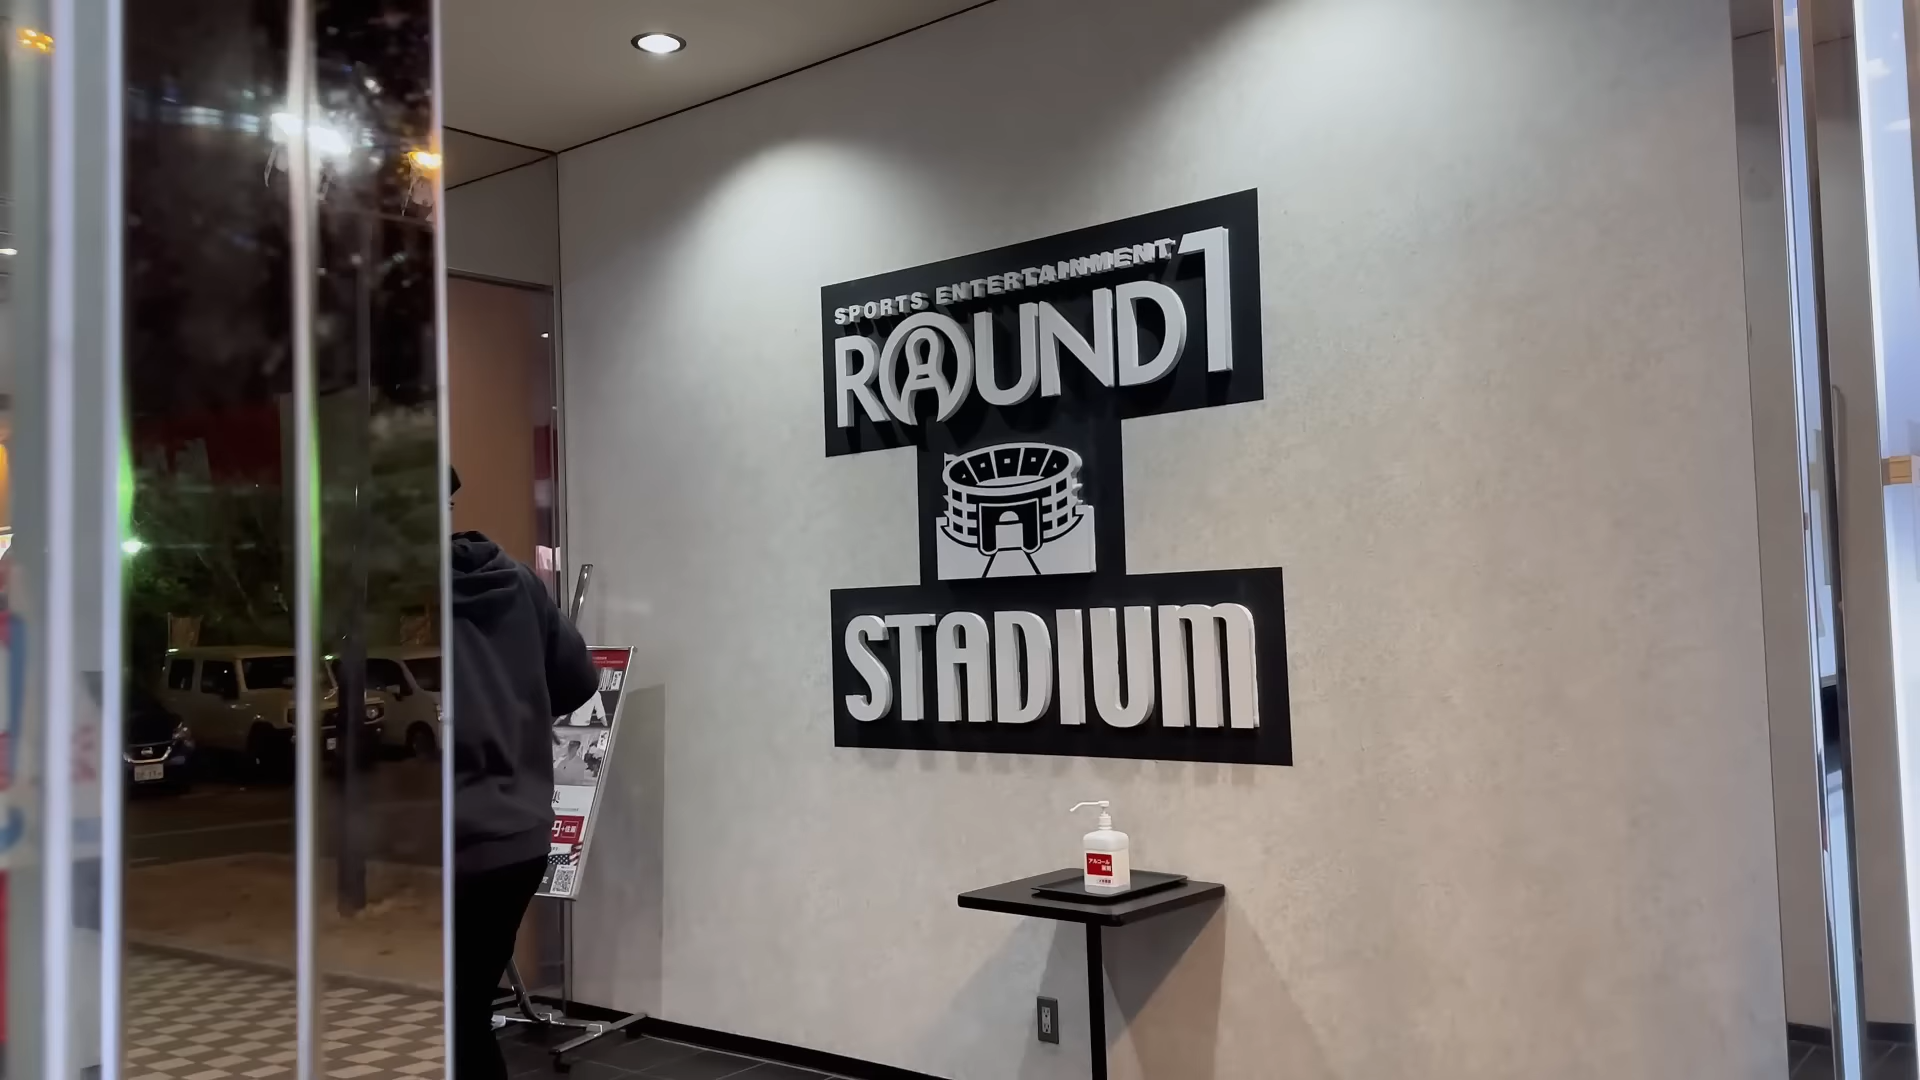 SPORTS ENTERTAINMENT
ROUND1
STADIUM
アルコール